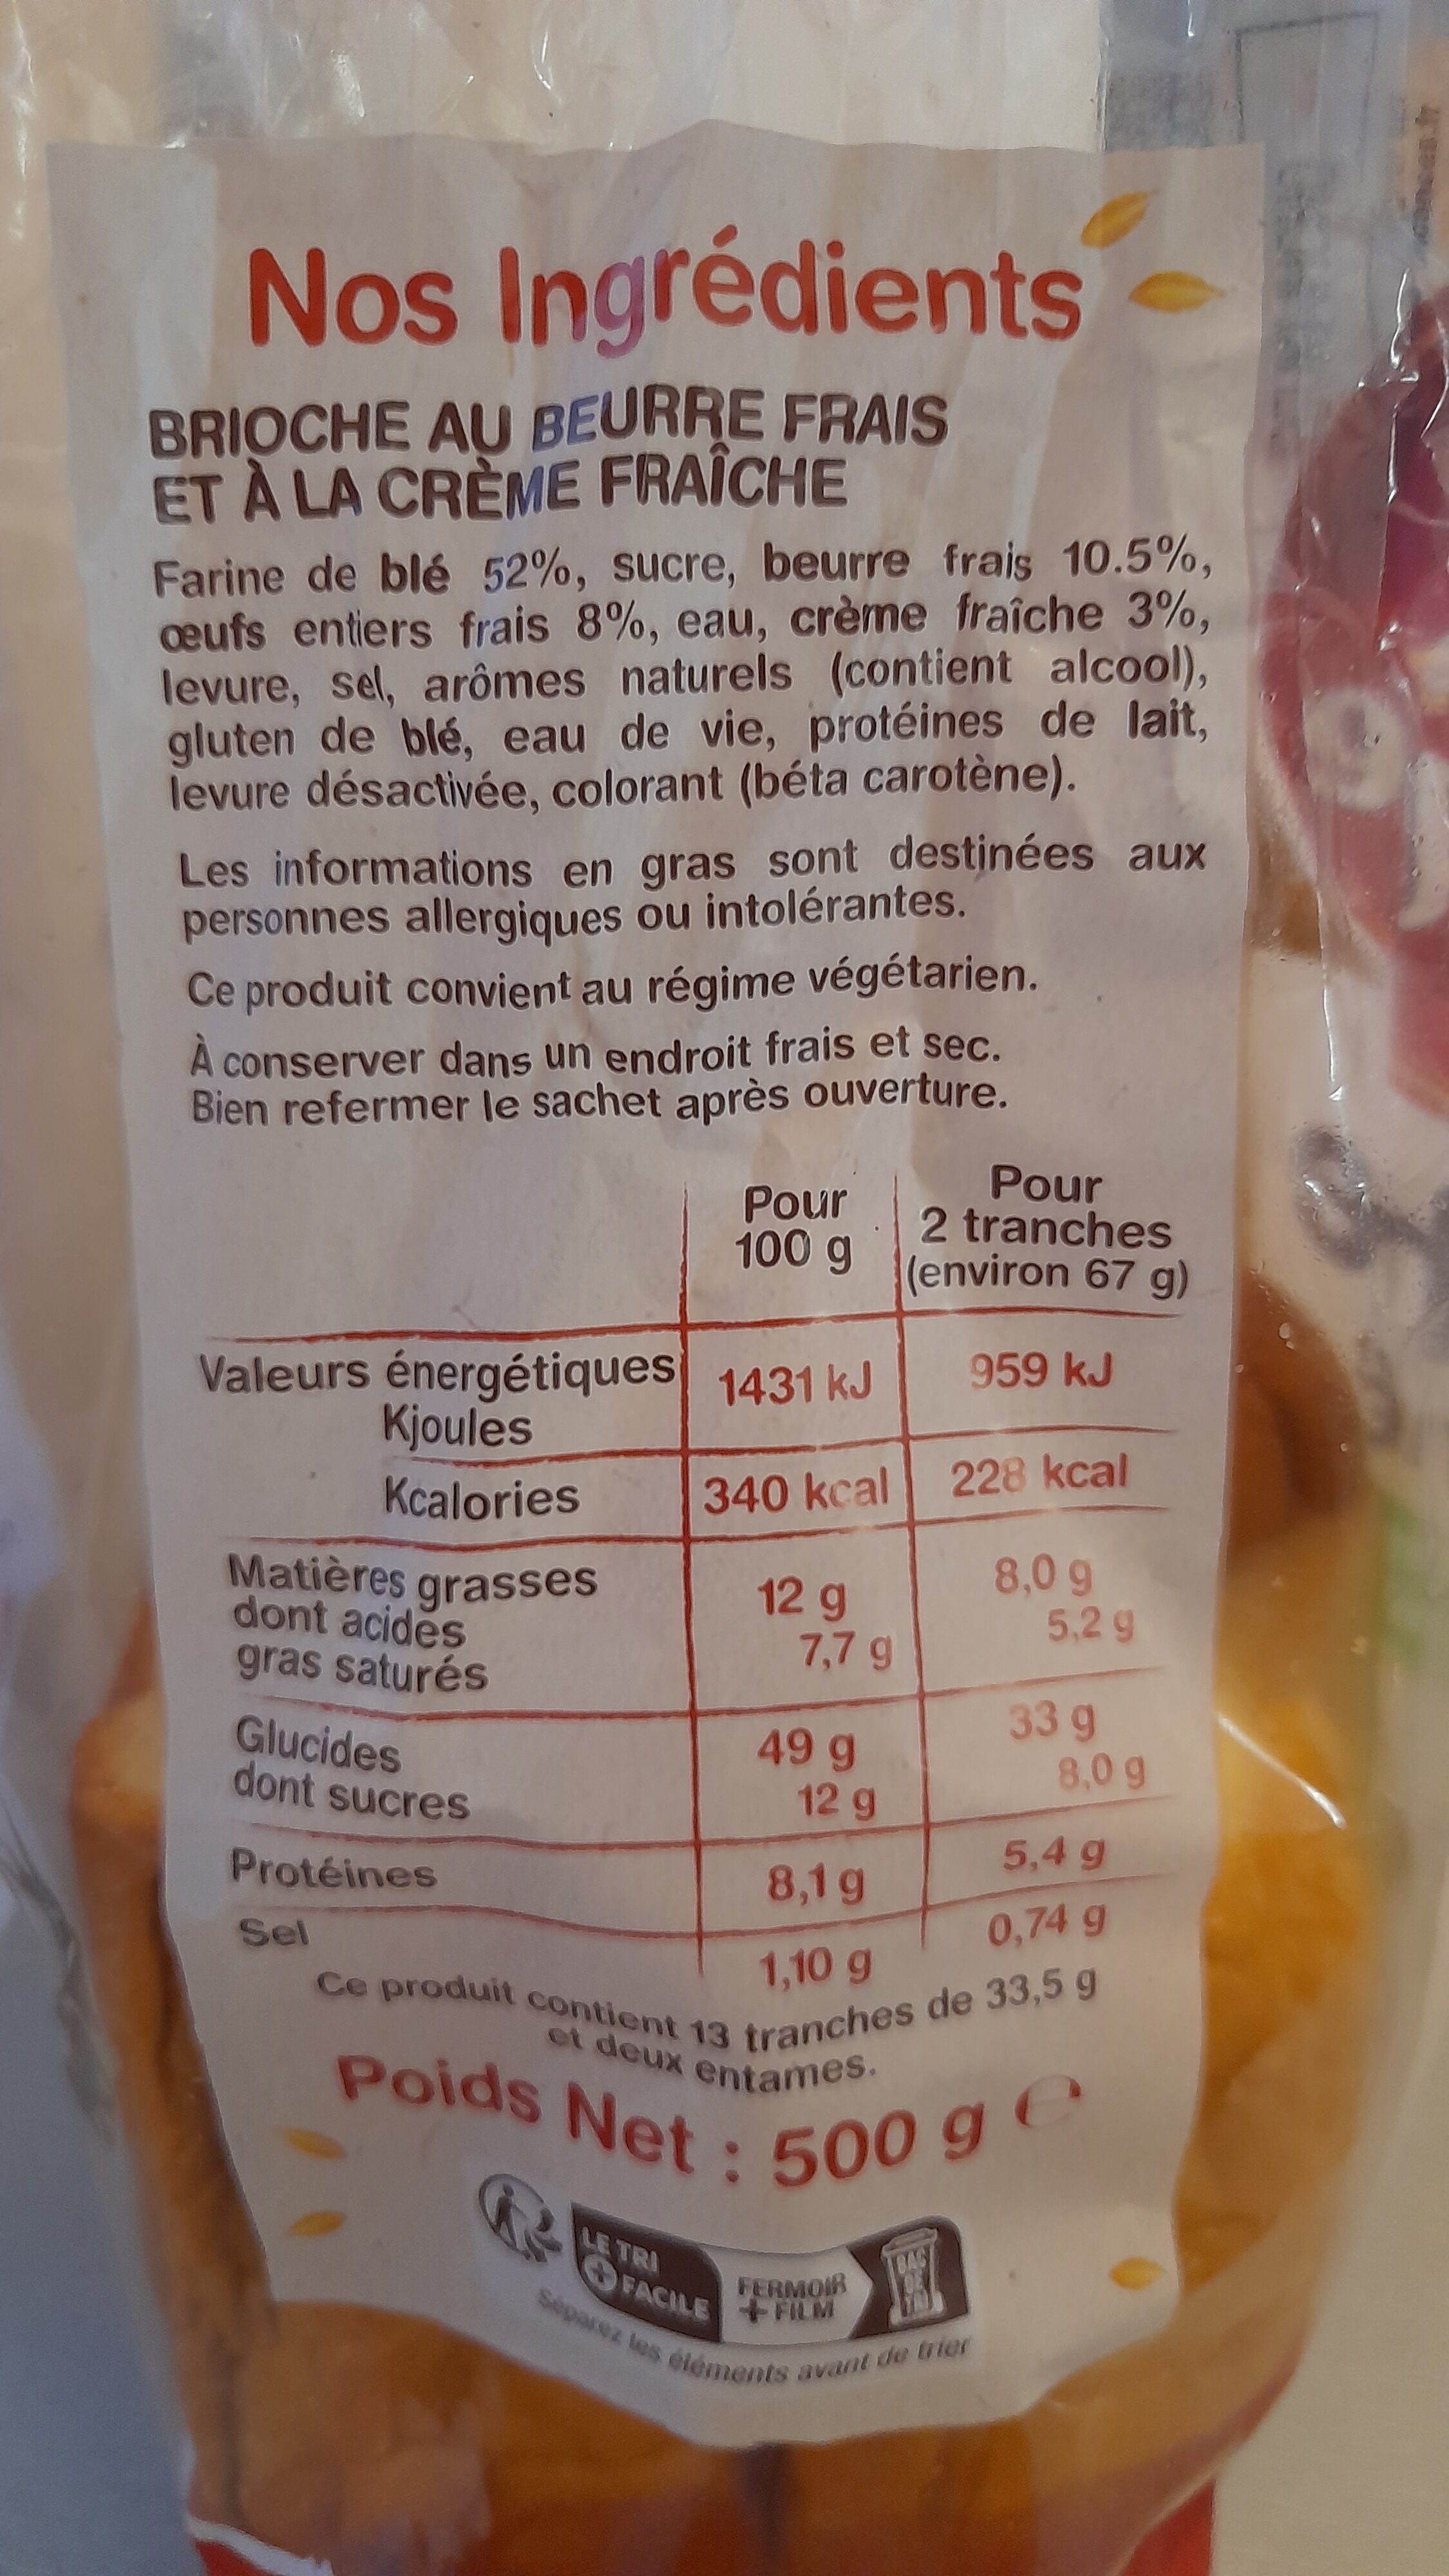 Nos Ingrédients
BRIOCHE AU BEURRE FRAIS
ET À LA CRÈME FRAÎCHE
Farine de blé 52%, sucre, beurre frais 10.5%,
œufs entiers frais 8%, eau, crème fraîche 3%,
levure, sel, arômes naturels (contient alcool),
gluten de blé, eau de vie, protéines de lait,
levure désactivée, colorant (béta carotène).
Les informations en gras sont destinées aux
personnes allergiques ou intolérantes.
Ce produit convient au régime végétarien.
À conserver dans un endroit frais et sec.
Bien refermer le sachet après ouverture.
Pour
100 g
Pour
2 tranches
(environ 67 g)
Valeurs énergétiques 1431 kJ 959 kJ
Kjoules
Kcalories 340 kcal 228 kcal
Matières grasses 12 g 8,0 g
dont acides 7,7 g 5,2 g
gras saturés
Glucides 49 g 33 g
dont sucres 12 g 8,0 g
Protéines 8,1 g 5,4 g
Sel 1,10 g 0,74 g
Ce produit contient 13 tranches de 33,5 g
et deux entames.
Poids Net : 500 g e
LE TRI
+ FACILE
FERMOIR
+ FILM
BAC
DE
TRI
Séparez les éléments avant de trier